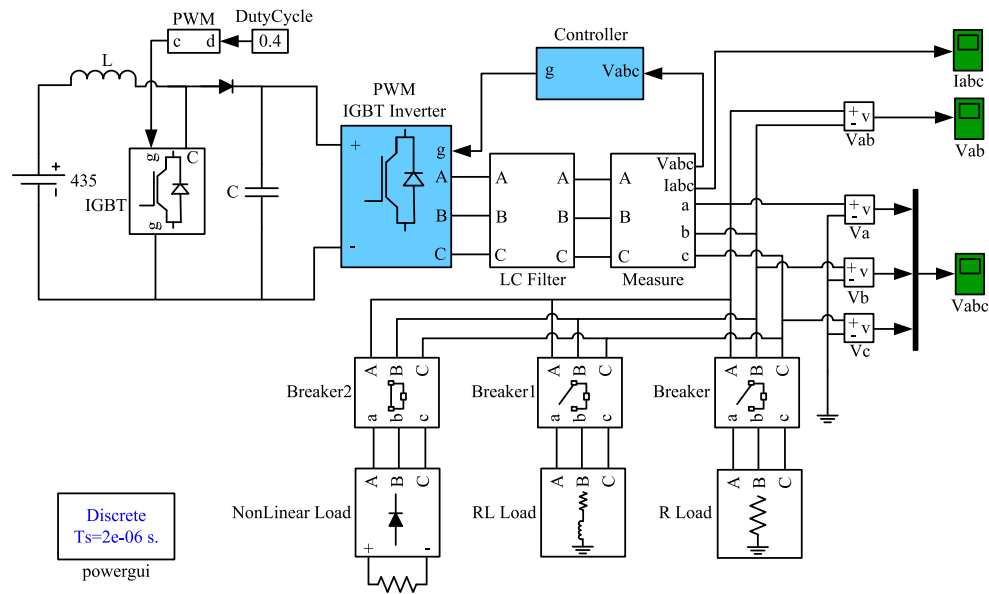 PWM
DutyCycle
c d
0.4
L
g C
IGBT
g
+
435
-
C
PWM
IGBT Inverter
+
-
g
A
B
C
Controller
g Vabc
A A
B B
C C
LC Filter
A
B
C
Vabc
Iabc
a
b
c
Measure
Iabc
+ v
-
Vab
Vab
+ v
-
Va
+ v
-
Vb
+ v
-
Vc
Vabc
A B C
Breaker2
a b c
A B C
Breaker1
a b c
A B C
Breaker
a b c
A B C
NonLinear Load
+ -
A B C
RL Load
A B C
R Load
Discrete
Ts=2e-06 s.
powergui